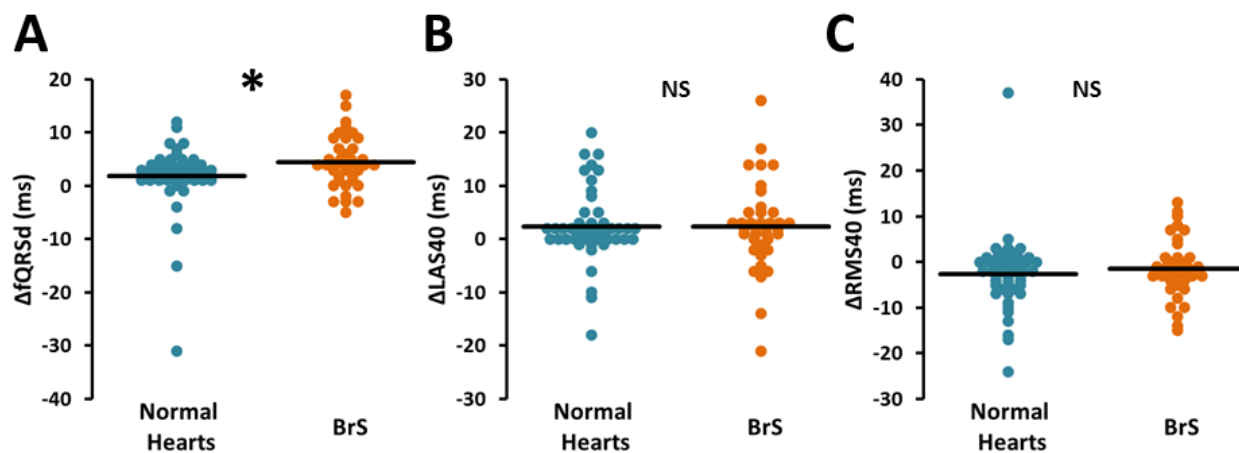 A
B
C
*
NS
NS
20
10
0
-10
-20
-30
-40
ΔfQRSd (ms)
Normal
Hearts
BrS
30
20
10
0
-10
-20
-30
ΔLAS40 (ms)
Normal
Hearts
BrS
40
30
20
10
0
-10
-20
-30
ΔRMS40 (ms)
Normal
Hearts
BrS